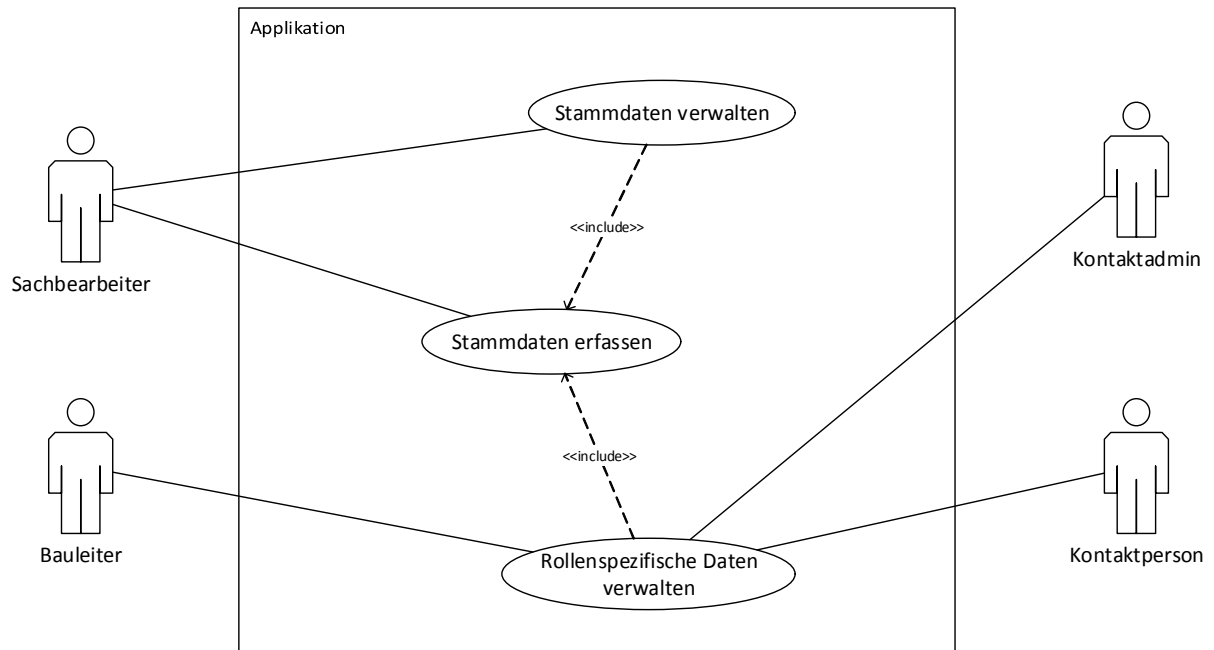 Applikation
Stammdaten verwalten
<<include>>
Sachbearbeiter
Kontaktadmin
Stammdaten erfassen
<<include>>
Bauleiter
Kontaktperson
Rollenspezifische Daten
verwalten